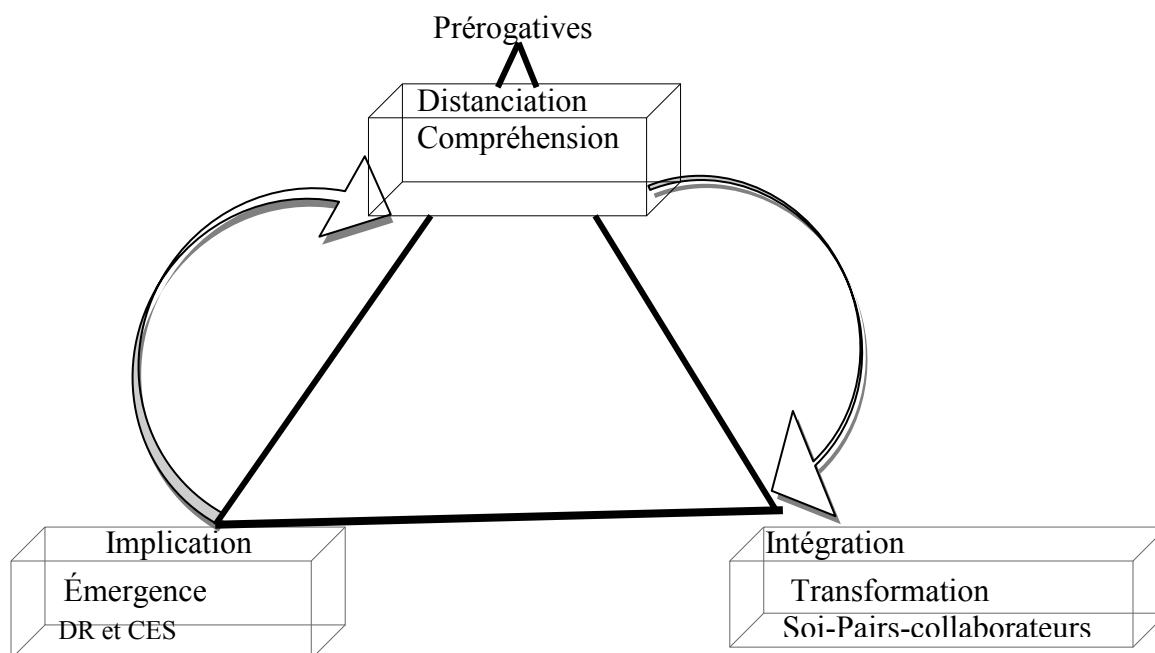 Prérogatives
Distanciation
Compréhension
Implication
Émergence
DR et CES
Intégration
Transformation
Soi-Pairs-collaborateurs